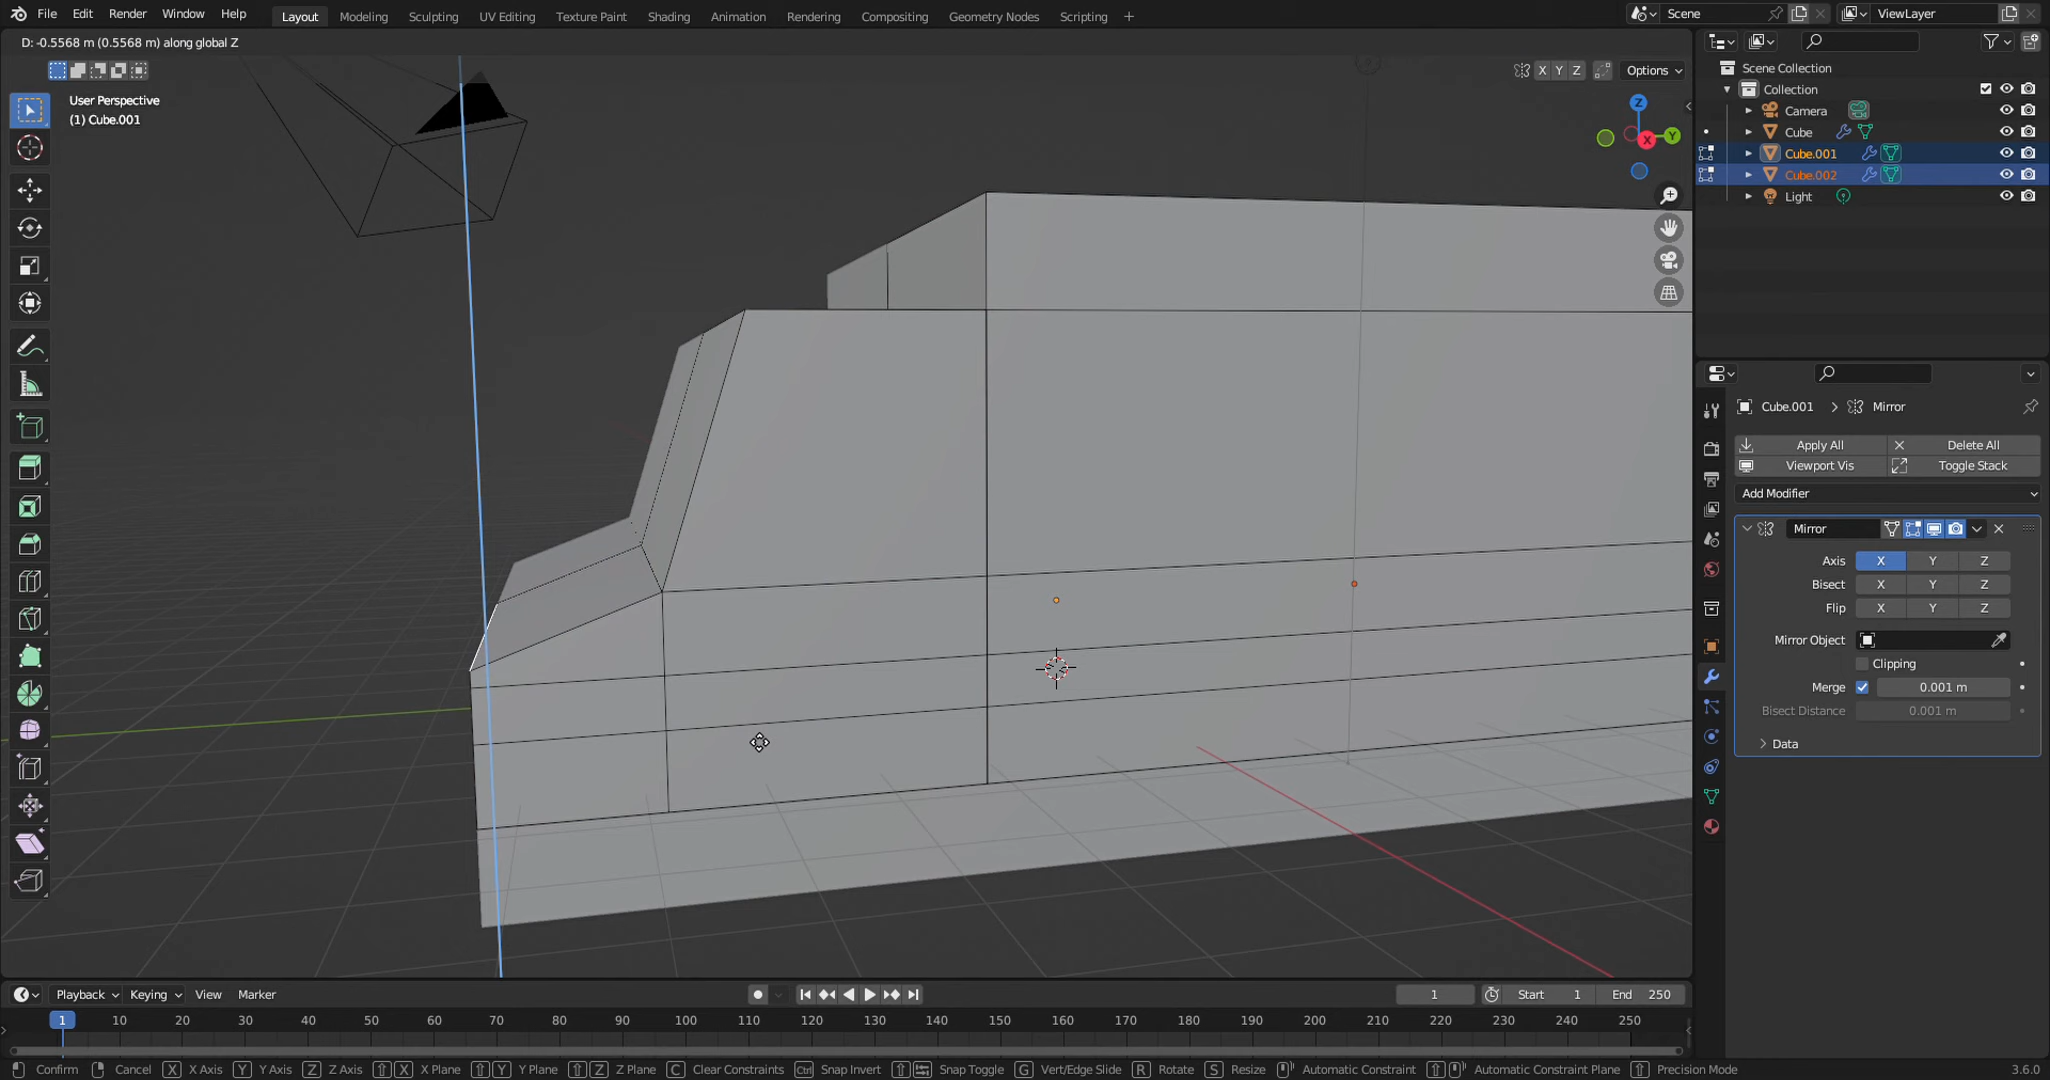 File Edit Render Window Help Layout Modeling Sculpting UV Editing Texture Paint Shading Animation Rendering Compositing Geometry Nodes Scripting + Scene ViewLayer
D: -0.5568 m (0.5568 m) along global Z
X Y Z Options
User Perspective
(1) Cube.001
Z
Y
X
Scene Collection
Collection
Camera
Cube
Cube.001
Cube.002
Light
Cube.001 > Mirror
Apply All Delete All
Viewport Vis Toggle Stack
Add Modifier
Mirror
Axis X Y Z
Bisect X Y Z
Flip X Y Z
Mirror Object
Clipping
Merge 0.001 m
Bisect Distance 0.001 m
Data
Playback Keying View Marker 1 Start 1 End 250
1 10 20 30 40 50 60 70 80 90 100 110 120 130 140 150 160 170 180 190 200 210 220 230 240 250
Confirm Cancel X X Axis Y Y Axis Z Z Axis X X Plane Y Y Plane Z Z Plane C Clear Constraints Ctrl Snap Invert Snap Toggle G Vert/Edge Slide R Rotate S Resize Automatic Constraint Automatic Constraint Plane Precision Mode 3.6.0